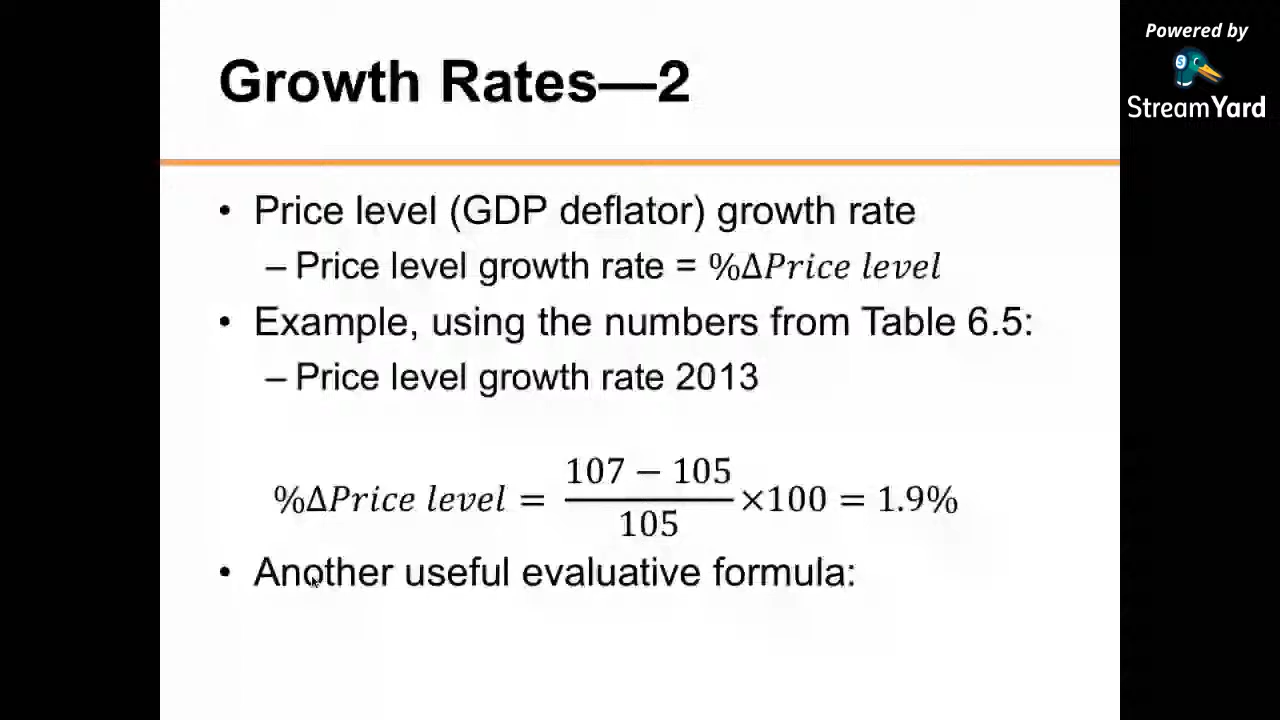 Powered by
StreamYard
Growth Rates—2
• Price level (GDP deflator) growth rate
– Price level growth rate = %ΔPrice level
• Example, using the numbers from Table 6.5:
– Price level growth rate 2013
%ΔPrice level = (107 − 105)/105 ×100 = 1.9%
• Another useful evaluative formula: